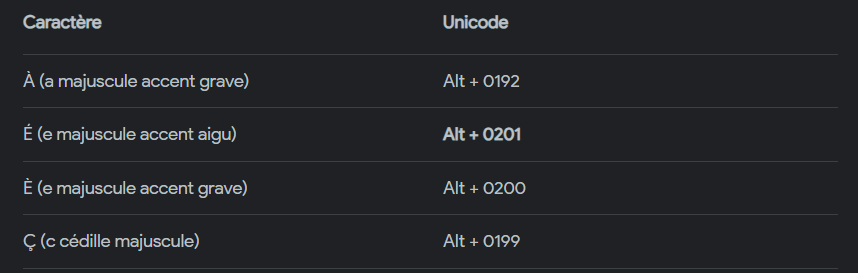 Caractère Unicode
À (a majuscule accent grave) Alt + 0192
É (e majuscule accent aigu) Alt + 0201
È (e majuscule accent grave) Alt + 0200
Ç (c cédille majuscule) Alt + 0199